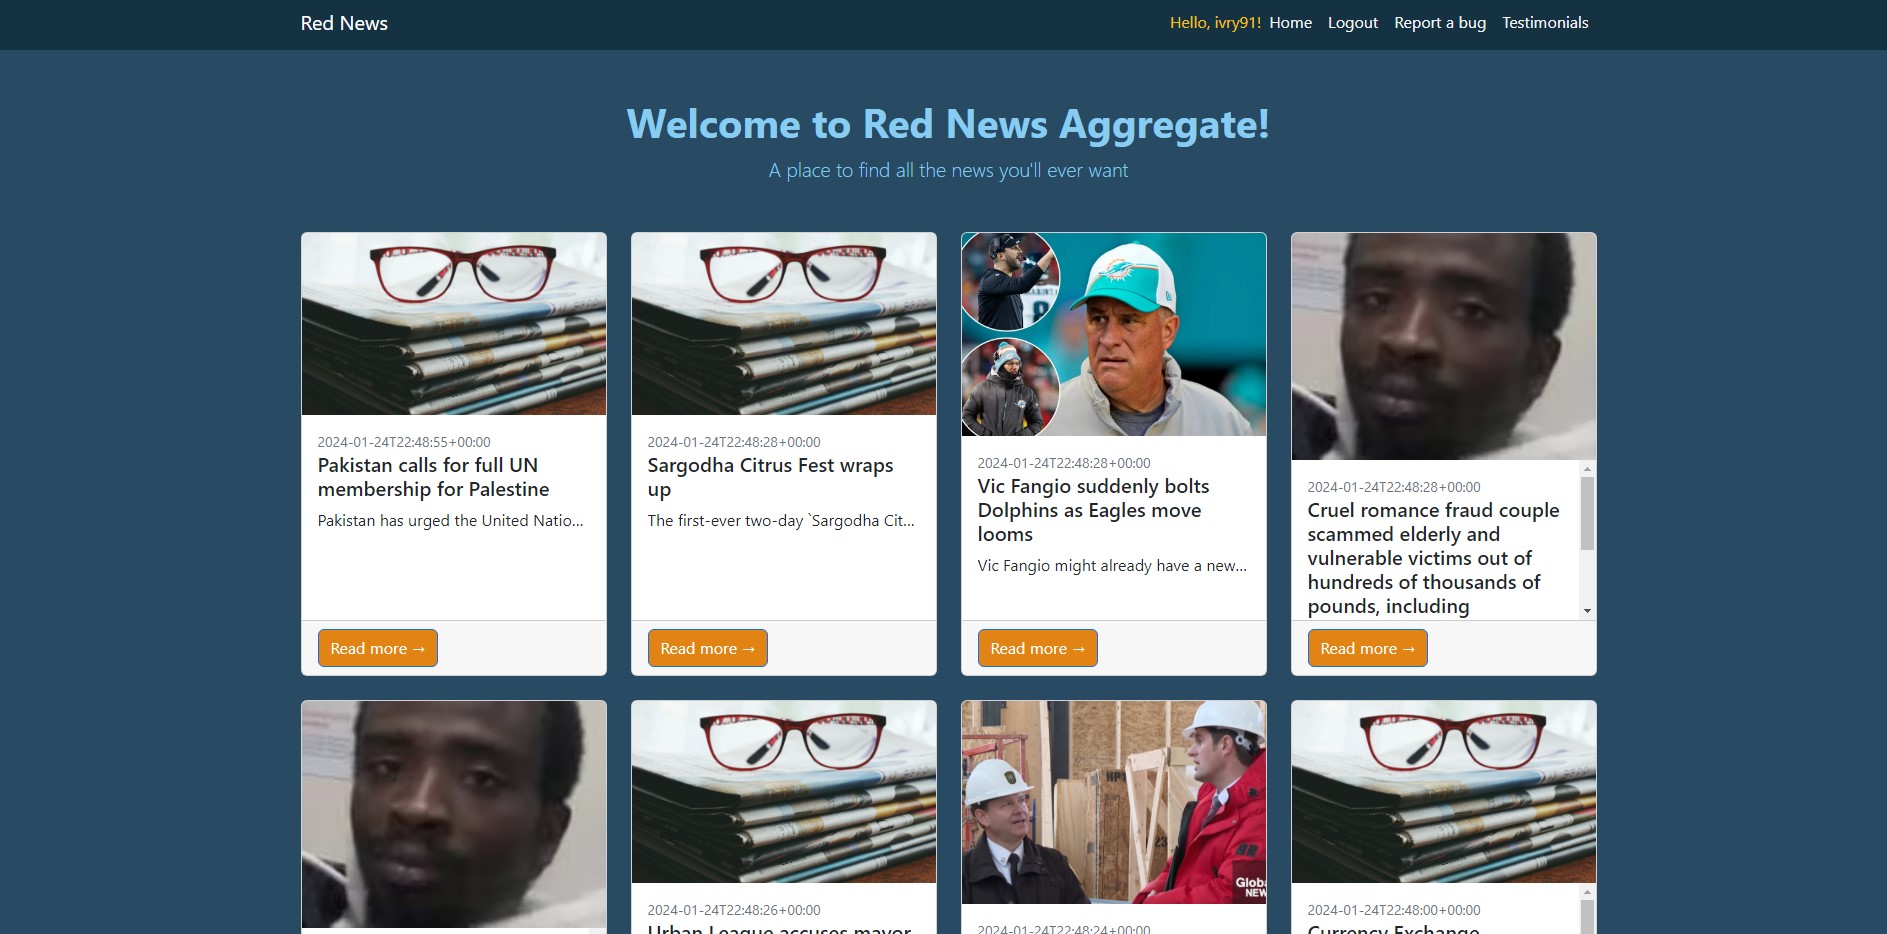 Red News
Hello, ivry91! Home Logout Report a bug Testimonials
Welcome to Red News Aggregate!
A place to find all the news you'll ever want
2024-01-24T22:48:55+00:00
Pakistan calls for full UN
membership for Palestine
Pakistan has urged the United Natio...
Read more →
2024-01-24T22:48:28+00:00
Sargodha Citrus Fest wraps
up
The first-ever two-day `Sargodha Cit...
Read more →
2024-01-24T22:48:28+00:00
Vic Fangio suddenly bolts
Dolphins as Eagles move
looms
Vic Fangio might already have a new...
Read more →
2024-01-24T22:48:28+00:00
Cruel romance fraud couple
scammed elderly and
vulnerable victims out of
hundreds of thousands of
pounds, including
Read more →
2024-01-24T22:48:26+00:00
Urban League accuses mayor
Globa
NEW
2024-01-24T22:48:24+00:00
2024-01-24T22:48:00+00:00
Currency Exchange